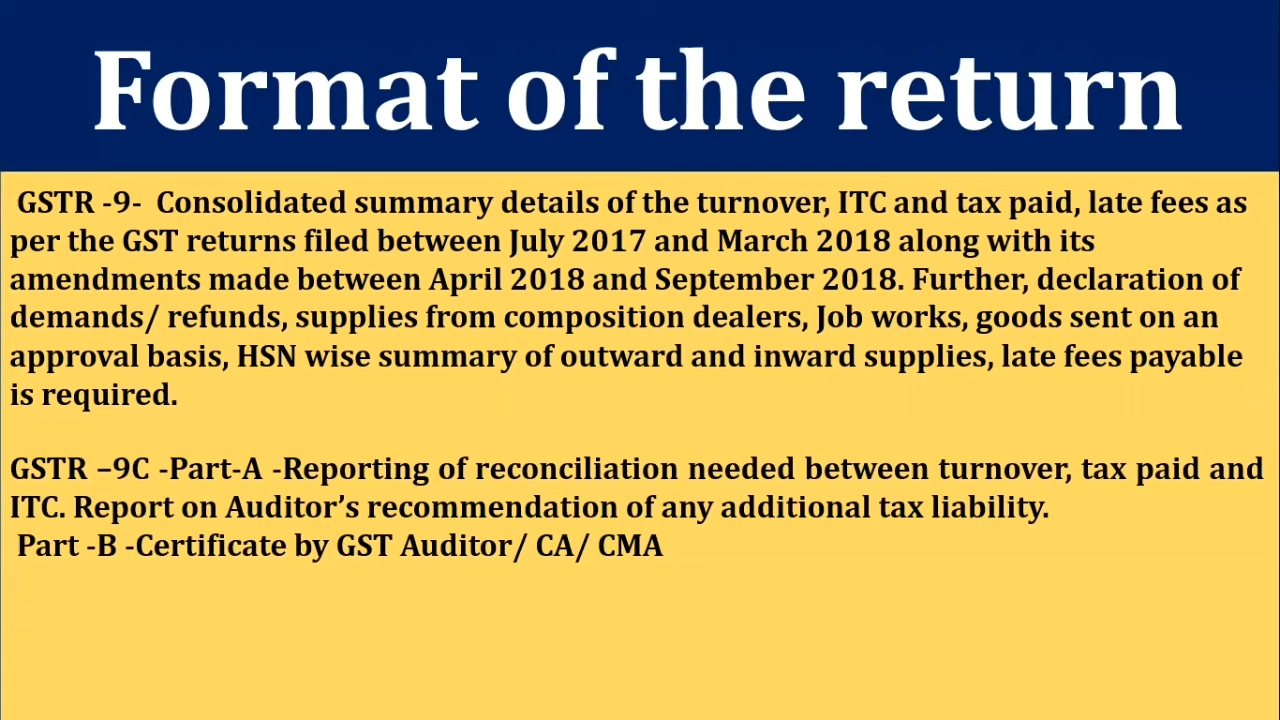 Format of the return
GSTR -9- Consolidated summary details of the turnover, ITC and tax paid, late fees as
per the GST returns filed between July 2017 and March 2018 along with its
amendments made between April 2018 and September 2018. Further, declaration of
demands/ refunds, supplies from composition dealers, Job works, goods sent on an
approval basis, HSN wise summary of outward and inward supplies, late fees payable
is required.
GSTR –9C -Part-A -Reporting of reconciliation needed between turnover, tax paid and
ITC. Report on Auditor’s recommendation of any additional tax liability.
Part -B -Certificate by GST Auditor/ CA/ CMA